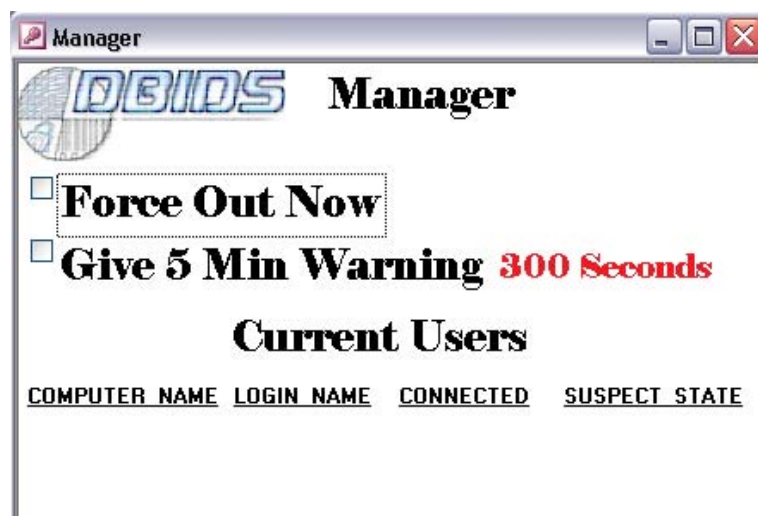 Manager
DBIDS Manager
Force Out Now
Give 5 Min Warning 300 Seconds
Current Users
COMPUTER NAME LOGIN NAME CONNECTED SUSPECT STATE